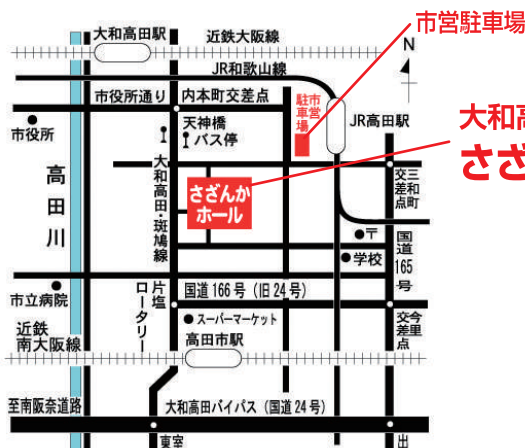 市営駐車場
大和高田駅
近鉄大阪線
N
JR和歌山線
市役所通り
内本町交差点
市営
駐車場
JR高田駅
大和高
さざ
市役所
天神橋
バス停
三和町
交差点
高田川
大和高田・斑鳩線
さざんか
ホール
〒
学校
国道165号
市立病院
片塩
ロータリー
国道166号(旧24号)
近鉄
南大阪線
スーパーマーケット
今里
交差点
高田市駅
至南阪奈道路
大和高田バイパス(国道24号)
東室
出